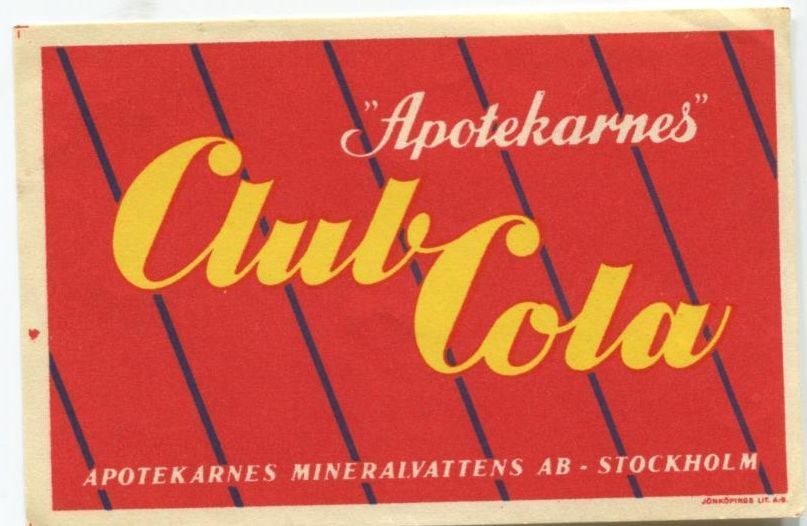 "Apotekarnes"
Club
Cola
APOTEKARNES MINERALVATTENS AB - STOCKHOLM
JÖNKÖPINGS LIT. A.-B.